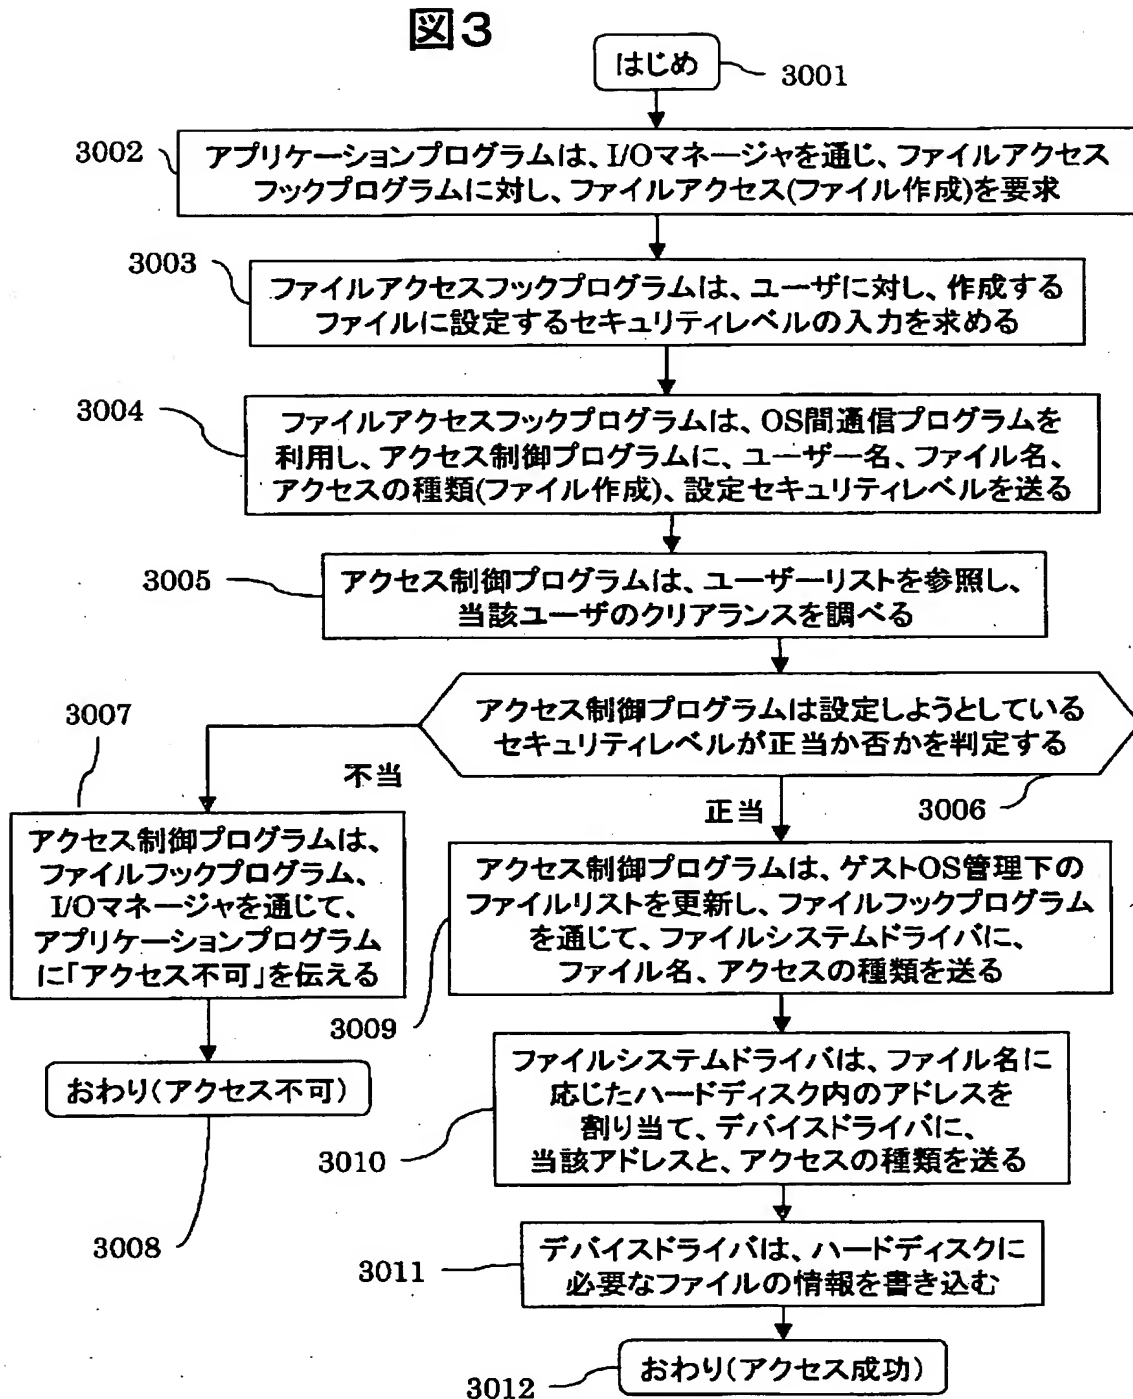 図3
はじめ
3001
3002
アプリケーションプログラムは、I/Oマネージャを通じ、ファイルアクセス
フックプログラムに対し、ファイルアクセス(ファイル作成)を要求
3003
ファイルアクセスフックプログラムは、ユーザに対し、作成する
ファイルに設定するセキュリティレベルの入力を求める
3004
ファイルアクセスフックプログラムは、OS間通信プログラムを
利用し、アクセス制御プログラムに、ユーザー名、ファイル名、
アクセスの種類(ファイル作成)、設定セキュリティレベルを送る
3005
アクセス制御プログラムは、ユーザーリストを参照し、
当該ユーザのクリアランスを調べる
アクセス制御プログラムは設定しようとしている
セキュリティレベルが正当か否かを判定する
3006
不当
正当
3007
アクセス制御プログラムは、
ファイルフックプログラム、
I/Oマネージャを通じて、
アプリケーションプログラム
に「アクセス不可」を伝える
おわり(アクセス不可)
3008
アクセス制御プログラムは、ゲストOS管理下の
ファイルリストを更新し、ファイルフックプログラム
を通じて、ファイルシステムドライバに、
ファイル名、アクセスの種類を送る
3009
ファイルシステムドライバは、ファイル名に
応じたハードディスク内のアドレスを
割り当て、デバイスドライバに、
当該アドレスと、アクセスの種類を送る
3010
デバイスドライバは、ハードディスクに
必要なファイルの情報を書き込む
3011
おわり(アクセス成功)
3012